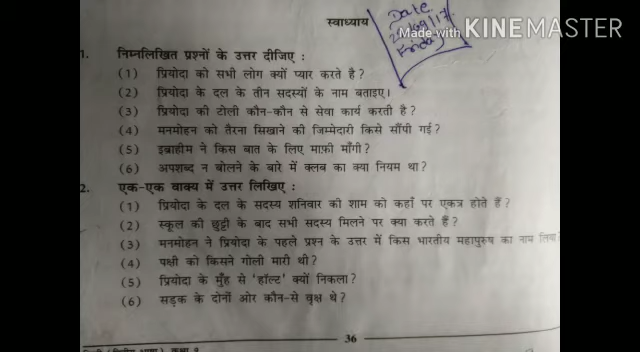 स्वाध्याय
Date
Friday
Made with KINEMASTER
1. निम्नलिखित प्रश्नों के उत्तर दीजिए :
(1) प्रियोदा को सभी लोग क्यों प्यार करते है ?
(2) प्रियोदा के दल के तीन सदस्यों के नाम बताइए।
(3) प्रियोदा की टोली कौन-कौन से सेवा कार्य करती है ?
(4) मनमोहन को तैरना सिखाने की जिम्मेदारी किसे सौंपी गई ?
(5) इब्राहीम ने किस बात के लिए माफ़ी माँगी ?
(6) अपशब्द न बोलने के बारे में क्लब का क्या नियम था ?
2. एक-एक वाक्य में उत्तर लिखिए :
(1) प्रियोदा के दल के सदस्य शनिवार की शाम को कहाँ पर एकत्र होते हैं ?
(2) स्कूल की छुट्टी के बाद सभी सदस्य मिलने पर क्या करते हैं ?
(3) मनमोहन ने प्रियोदा के पहले प्रश्न के उत्तर में किस भारतीय महापुरुष का नाम लिया
(4) पक्षी को किसने गोली मारी थी ?
(5) प्रियोदा के मुँह से 'हॉल्ट' क्यों निकला ?
(6) सड़क के दोनों ओर कौन-से वृक्ष थे ?
36